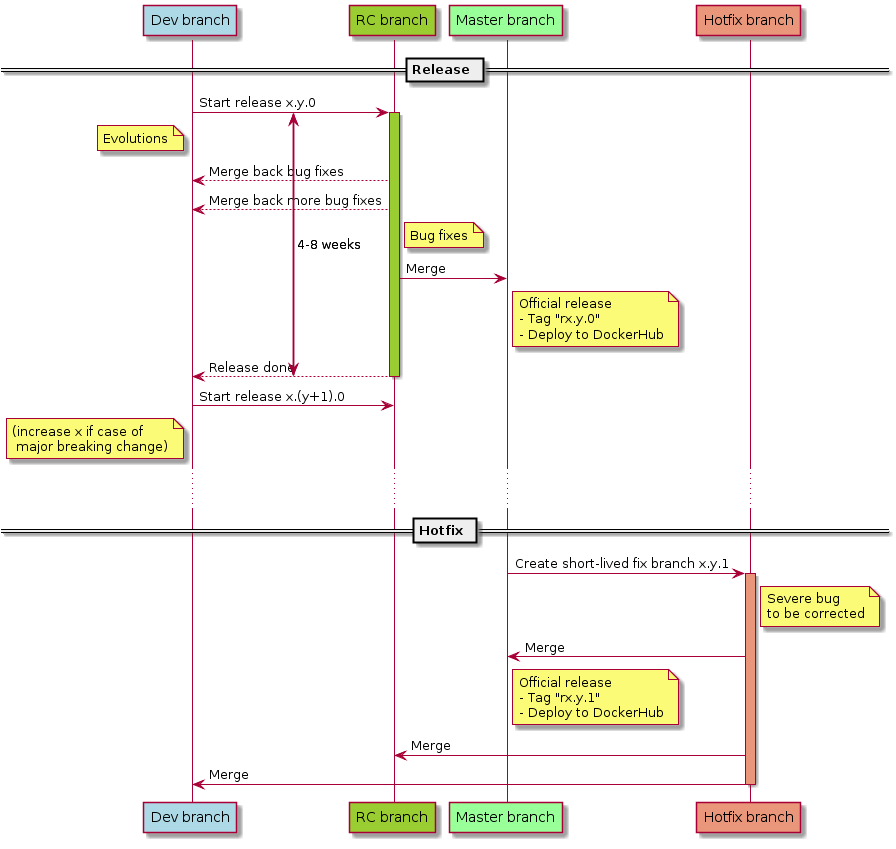 Dev branch
RC branch
Master branch
Hotfix branch
Release
Start release x.y.0
Evolutions
Merge back bug fixes
Merge back more bug fixes
Bug fixes
4-8 weeks
Merge
Official release
- Tag "rx.y.0"
- Deploy to DockerHub
Release done
Start release x.(y+1).0
(increase x if case of
major breaking change)
Hotfix
Create short-lived fix branch x.y.1
Severe bug
to be corrected
Merge
Official release
- Tag "rx.y.1"
- Deploy to DockerHub
Merge
Merge
Dev branch
RC branch
Master branch
Hotfix branch